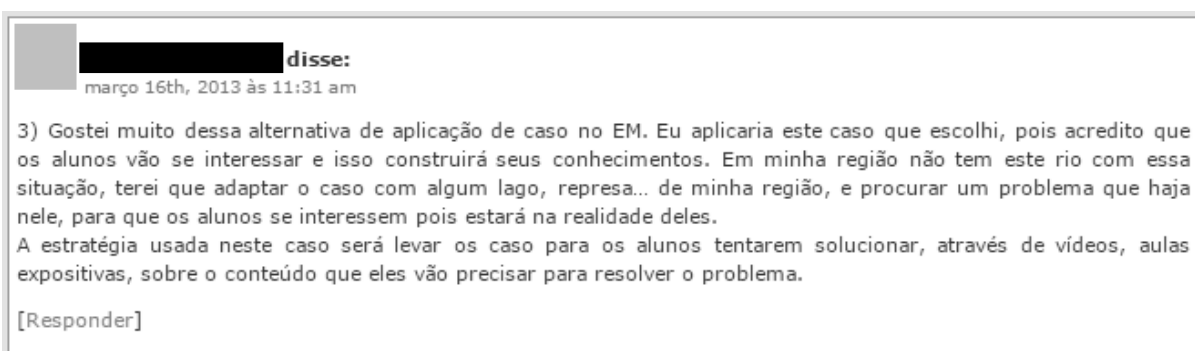 disse:
março 16th, 2013 às 11:31 am
3) Gostei muito dessa alternativa de aplicação de caso no EM. Eu aplicaria este caso que escolhi, pois acredito que
os alunos vão se interessar e isso construirá seus conhecimentos. Em minha região não tem este rio com essa
situação, terei que adaptar o caso com algum lago, represa... de minha região, e procurar um problema que haja
nele, para que os alunos se interessem pois estará na realidade deles.
A estratégia usada neste caso será levar os caso para os alunos tentarem solucionar, através de vídeos, aulas
expositivas, sobre o conteúdo que eles vão precisar para resolver o problema.
[Responder]